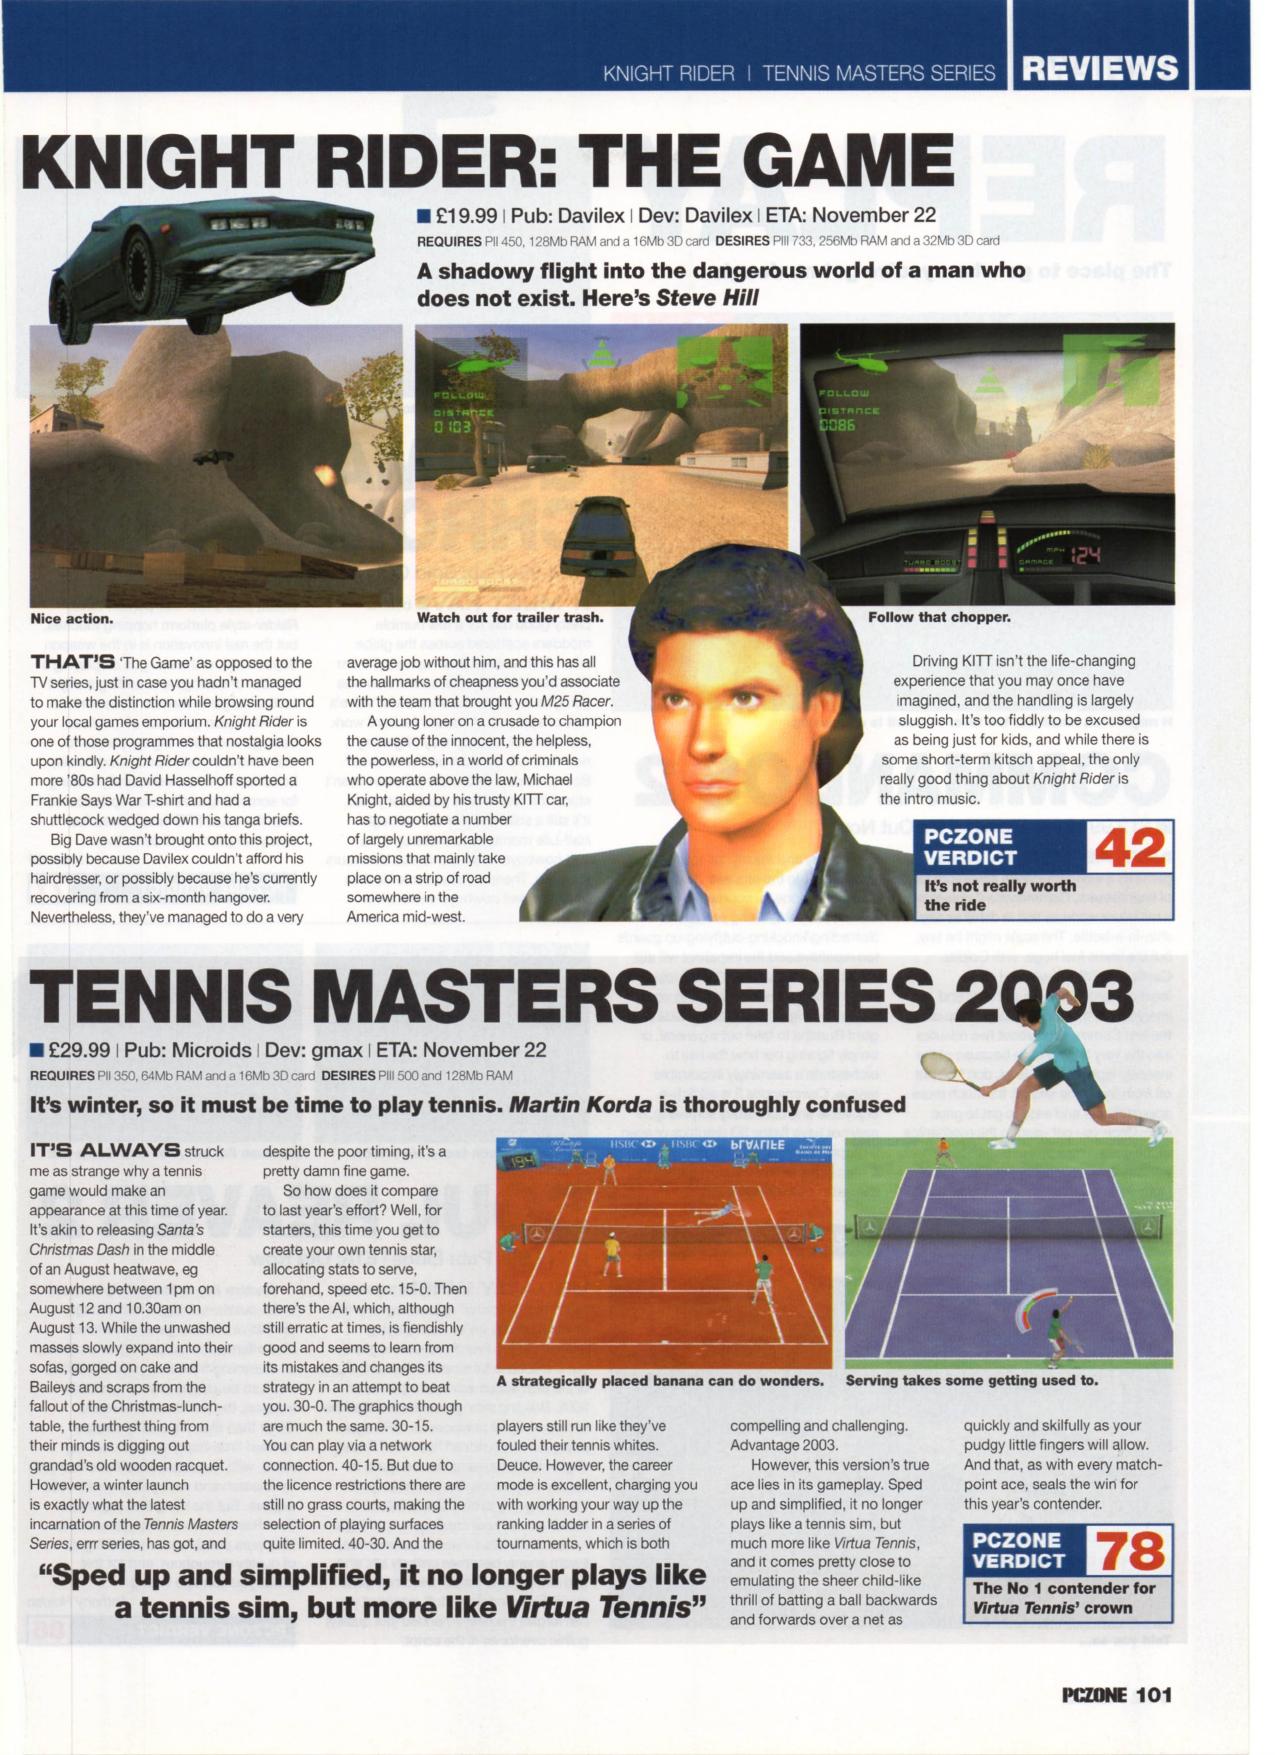 KNIGHT RIDER | TENNIS MASTERS SERIES
REVIEWS
KNIGHT RIDER: THE GAME
■ £19.99 | Pub: Davilex | Dev: Davilex | ETA: November 22
REQUIRES PII 450, 128Mb RAM and a 16Mb 3D card DESIRES PIII 733, 256Mb RAM and a 32Mb 3D card
A shadowy flight into the dangerous world of a man who
does not exist. Here's Steve Hill
FOLLOW
DISTANCE
0103
TURBO BOOST
FOLLOW
DISTANCE
0086
TURBO BOOST
MPH 124
DAMAGE
Nice action.
Watch out for trailer trash.
Follow that chopper.
THAT'S 'The Game' as opposed to the
TV series, just in case you hadn't managed
to make the distinction while browsing round
your local games emporium. Knight Rider is
one of those programmes that nostalgia looks
upon kindly. Knight Rider couldn't have been
more '80s had David Hasselhoff sported a
Frankie Says War T-shirt and had a
shuttlecock wedged down his tanga briefs.
Big Dave wasn't brought onto this project,
possibly because Davilex couldn't afford his
hairdresser, or possibly because he's currently
recovering from a six-month hangover.
Nevertheless, they've managed to do a very
average job without him, and this has all
the hallmarks of cheapness you'd associate
with the team that brought you M25 Racer.
A young loner on a crusade to champion
the cause of the innocent, the helpless,
the powerless, in a world of criminals
who operate above the law, Michael
Knight, aided by his trusty KITT car,
has to negotiate a number
of largely unremarkable
missions that mainly take
place on a strip of road
somewhere in the
America mid-west.
Driving KITT isn't the life-changing
experience that you may once have
imagined, and the handling is largely
sluggish. It's too fiddly to be excused
as being just for kids, and while there is
some short-term kitsch appeal, the only
really good thing about Knight Rider is
the intro music.
PCZONE
VERDICT
42
It's not really worth
the ride
TENNIS MASTERS SERIES 2003
■ £29.99 | Pub: Microids | Dev: gmax | ETA: November 22
REQUIRES PII 350, 64Mb RAM and a 16Mb 3D card DESIRES PIII 500 and 128Mb RAM
It's winter, so it must be time to play tennis. Martin Korda is thoroughly confused
IT'S ALWAYS struck
me as strange why a tennis
game would make an
appearance at this time of year.
It's akin to releasing Santa's
Christmas Dash in the middle
of an August heatwave, eg
somewhere between 1pm on
August 12 and 10.30am on
August 13. While the unwashed
masses slowly expand into their
sofas, gorged on cake and
Baileys and scraps from the
fallout of the Christmas-lunch-
table, the furthest thing from
their minds is digging out
grandad's old wooden racquet.
However, a winter launch
is exactly what the latest
incarnation of the Tennis Masters
Series, errr series, has got, and
despite the poor timing, it's a
pretty damn fine game.
So how does it compare
to last year's effort? Well, for
starters, this time you get to
create your own tennis star,
allocating stats to serve,
forehand, speed etc. 15-0. Then
there's the AI, which, although
still erratic at times, is fiendishly
good and seems to learn from
its mistakes and changes its
strategy in an attempt to beat
you. 30-0. The graphics though
are much the same. 30-15.
You can play via a network
connection. 40-15. But due to
the licence restrictions there are
still no grass courts, making the
selection of playing surfaces
quite limited. 40-30. And the
194
HSBC
HSBC
PLAYLIFE
A strategically placed banana can do wonders.
Serving takes some getting used to.
players still run like they've
fouled their tennis whites.
Deuce. However, the career
mode is excellent, charging you
with working your way up the
ranking ladder in a series of
tournaments, which is both
compelling and challenging.
Advantage 2003.
However, this version's true
ace lies in its gameplay. Sped
up and simplified, it no longer
plays like a tennis sim, but
much more like Virtua Tennis,
and it comes pretty close to
emulating the sheer child-like
thrill of batting a ball backwards
and forwards over a net as
quickly and skilfully as your
pudgy little fingers will allow.
And that, as with every match-
point ace, seals the win for
this year's contender.
"Sped up and simplified, it no longer plays like
a tennis sim, but more like Virtua Tennis"
PCZONE
VERDICT
78
The No 1 contender for
Virtua Tennis' crown
PCZONE 101